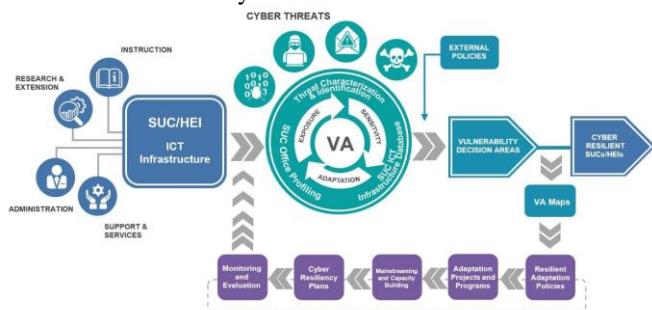 CYBER THREATS
INSTRUCTION
RESEARCH &
EXTENSION
ADMINISTRATION
SUPPORT &
SERVICES
SUC/HEI
ICT
Infrastructure
1010
0010
Threat Characterization
& Identification
SUC Office Profiling
SUC ICT
Infrastructure Database
EXPOSURE
SENSITIVITY
ADAPTATION
VA
EXTERNAL
POLICIES
VULNERABILITY
DECISION AREAS
CYBER
RESILIENT
SUCs/HEIs
VA Maps
Monitoring
and
Evaluation
Cyber
Resiliency
Plans
Mainstreaming
and Capacity
Building
Adaptation
Projects and
Programs
Resilient
Adaptation
Policies